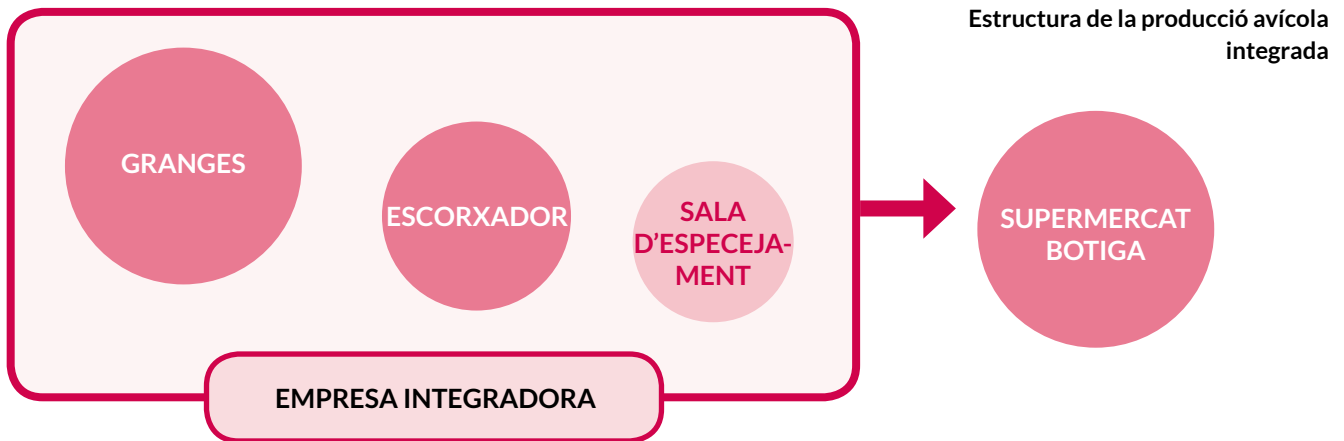 Estructura de la producció avícola
integrada
GRANGES
ESCORXADOR
SALA
D’ESPECEJA-
MENT
SUPERMERCAT
BOTIGA
EMPRESA INTEGRADORA